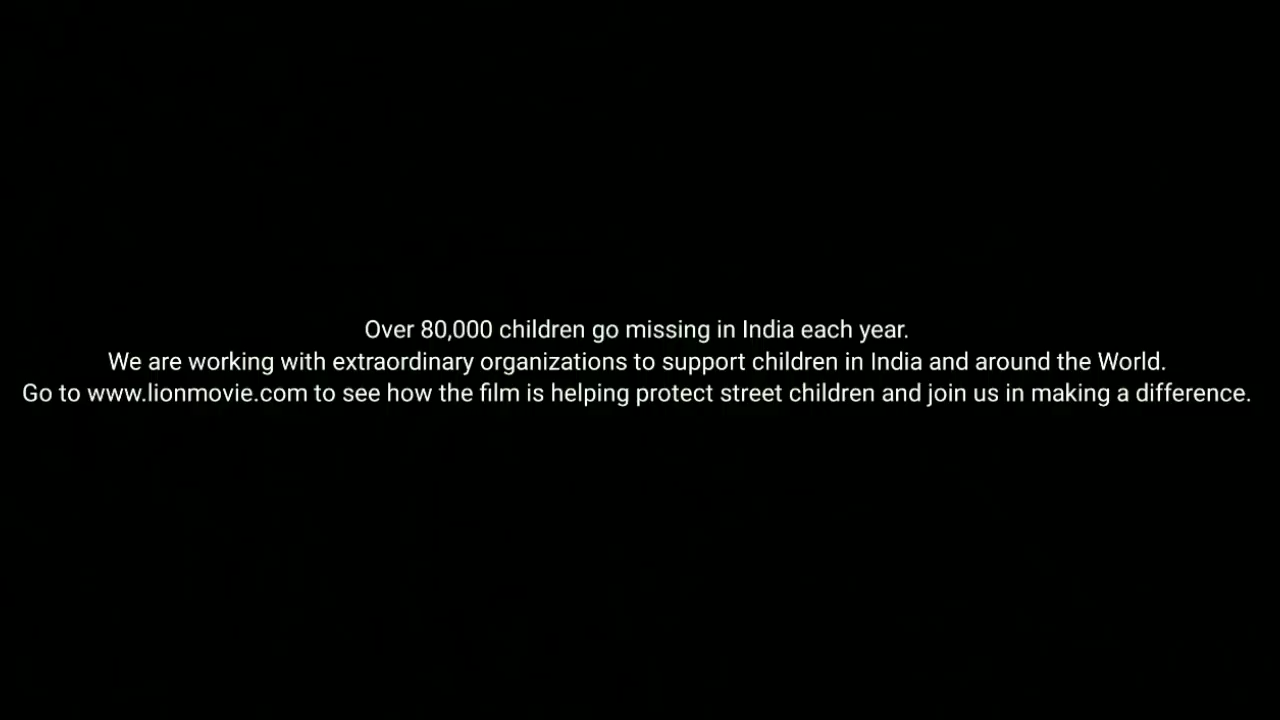 Over 80,000 children go missing in India each year.
We are working with extraordinary organizations to support children in India and around the World.
Go to www.lionmovie.com to see how the film is helping protect street children and join us in making a difference.